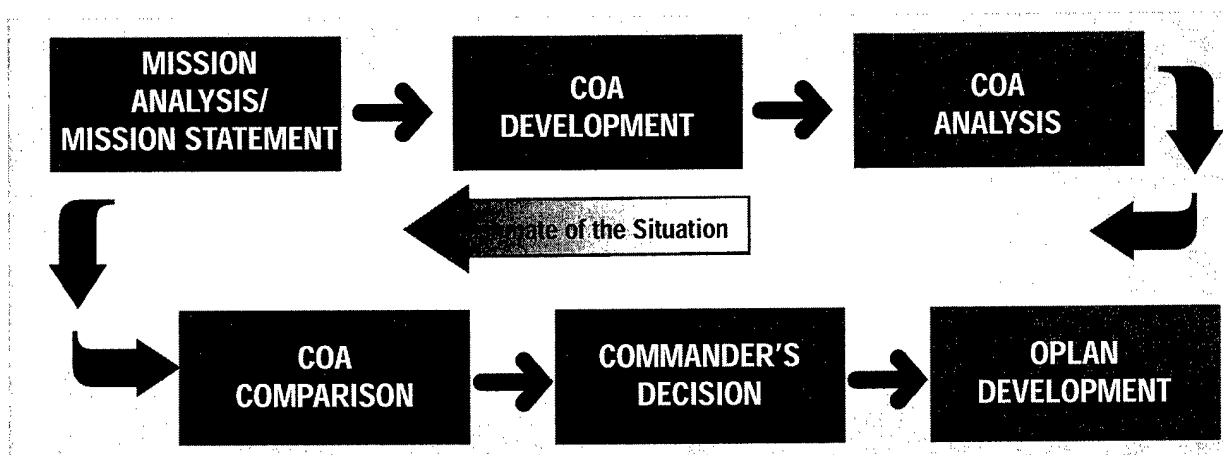 MISSION
ANALYSIS/
MISSION STATEMENT
COA
DEVELOPMENT
COA
ANALYSIS
of the Situation
COA
COMPARISON
COMMANDER'S
DECISION
OPLAN
DEVELOPMENT